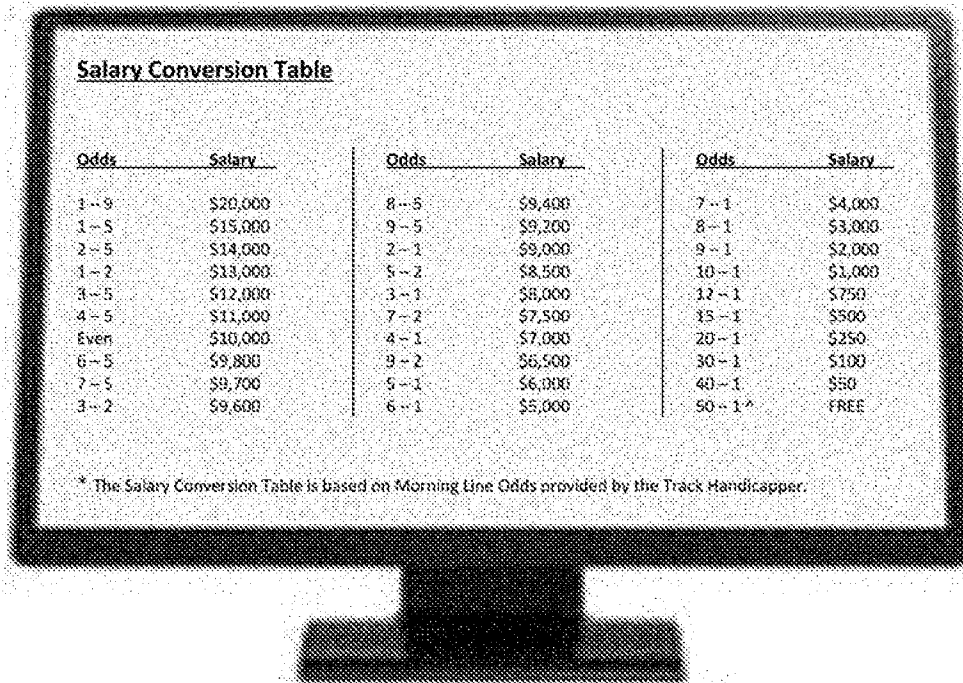 Salary Conversion Table
Odds Salary Odds Salary Odds Salary
1 – 9 $20,000 8 – 5 $9,400 7 – 1 $4,000
1 – 5 $15,000 9 – 5 $9,200 8 – 1 $3,000
2 – 5 $14,000 2 – 1 $9,000 9 – 1 $2,000
1 – 2 $13,000 5 – 2 $8,500 10 – 1 $1,000
3 – 5 $12,000 3 – 1 $8,000 12 – 1 $750
4 – 5 $11,000 7 – 2 $7,500 15 – 1 $500
Even $10,000 4 – 1 $7,000 20 – 1 $250
6 – 5 $9,800 9 – 2 $6,500 30 – 1 $100
7 – 5 $9,700 5 – 1 $6,000 40 – 1 $50
3 – 2 $9,600 6 – 1 $5,000 50 – 1 ^ FREE
* The Salary Conversion Table is based on Morning Line Odds provided by the Track Handicapper.